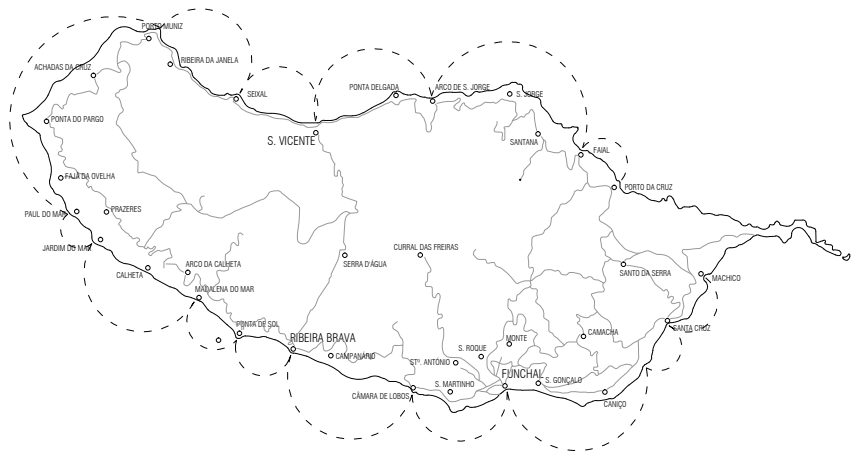 PORTO MUNIZ
RIBEIRA DA JANELA
ACHADAS DA CRUZ
SEIXAL
PONTA DELGADA
ARCO DE S. JORGE
S. JORGE
PONTA DO PARGO
S. VICENTE
SANTANA
FAIAL
FAJÃ DA OVELHA
PORTO DA CRUZ
PAUL DO MAR
PRAZERES
JARDIM DO MAR
CURRAL DAS FREIRAS
SERRA D'ÁGUA
ARCO DA CALHETA
CALHETA
SANTO DA SERRA
MACHICO
MADALENA DO MAR
PONTA DE SOL
RIBEIRA BRAVA
CAMPANÁRIO
SANTA CRUZ
CAMACHA
MONTE
S. ROQUE
STº. ANTÓNIO
FUNCHAL
S. MARTINHO
S. GONÇALO
CÂMARA DE LOBOS
CANIÇO